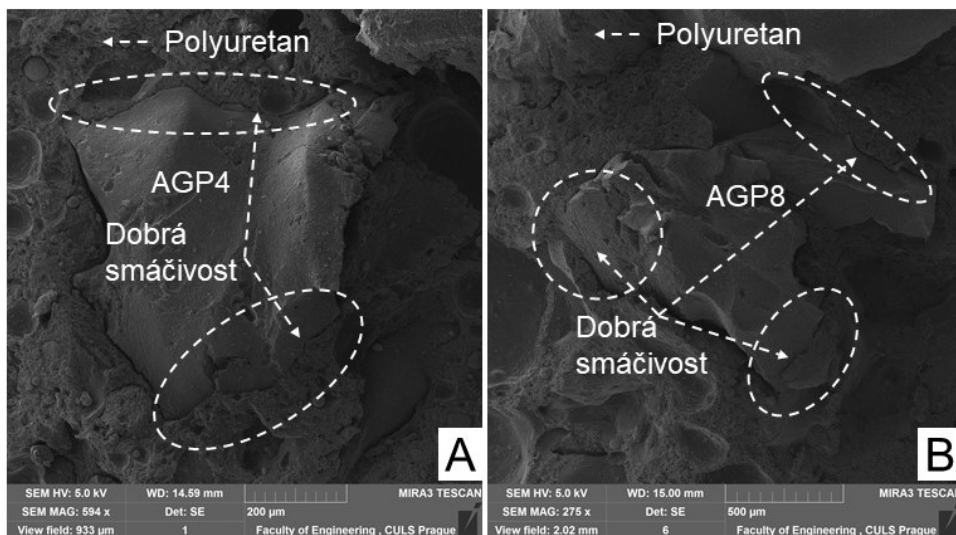 Polyuretan
AGP4
Dobrá
smáčivost
A
SEM HV: 5.0 kV
WD: 14.59 mm
MIRA3 TESCAN
SEM MAG: 594 x
Det: SE
200 µm
View field: 933 µm
1
Faculty of Engineering , CULS Prague
Polyuretan
AGP8
Dobrá
smáčivost
B
SEM HV: 5.0 kV
WD: 15.00 mm
MIRA3 TESCAN
SEM MAG: 275 x
Det: SE
500 µm
View field: 2.02 mm
6
Faculty of Engineering , CULS Prague